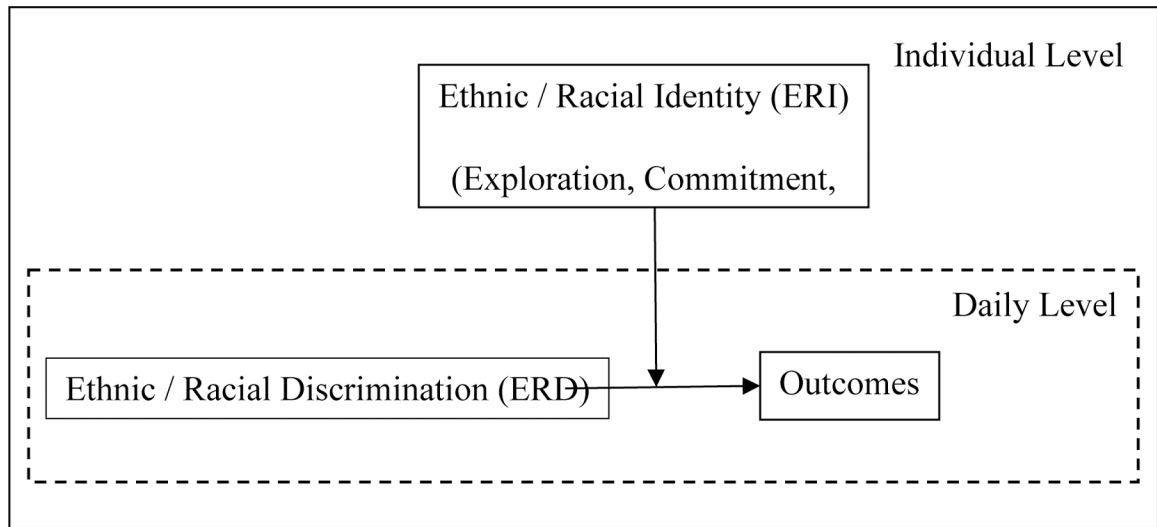 Individual Level
Ethnic / Racial Identity (ERI)
(Exploration, Commitment,
Daily Level
Ethnic / Racial Discrimination (ERD)
Outcomes